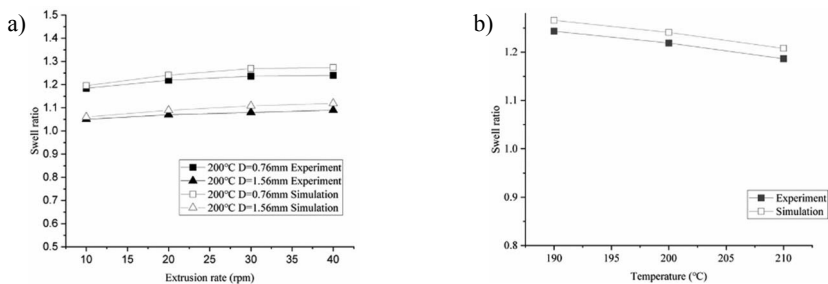 a)
1.5
1.4
1.3
1.2
1.1
1.0
0.9
0.8
0.7
0.6
0.5
Swell ratio
200℃ D=0.76mm Experiment
200℃ D=1.56mm Experiment
200℃ D=0.76mm Simulation
200℃ D=1.56mm Simulation
10 15 20 25 30 35 40
Extrusion rate (rpm)
b)
1.2
1.1
1.0
0.9
0.8
Swell ratio
Experiment
Simulation
190 195 200 205 210
Temperature (℃)